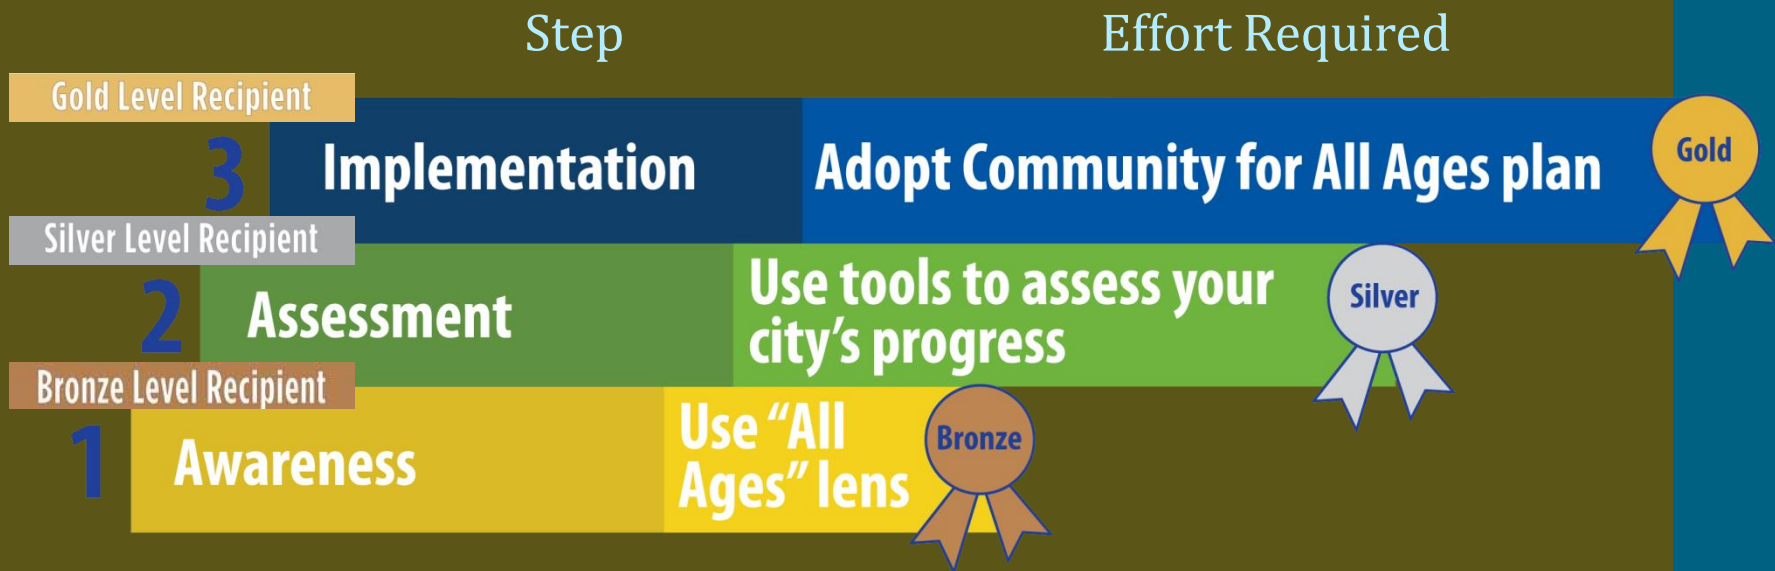 Step
Effort Required
Gold Level Recipient
3
Implementation
Adopt Community for All Ages plan
Gold
Silver Level Recipient
2
Assessment
Use tools to assess your
city's progress
Silver
Bronze Level Recipient
1
Awareness
Use “All
Ages” lens
Bronze